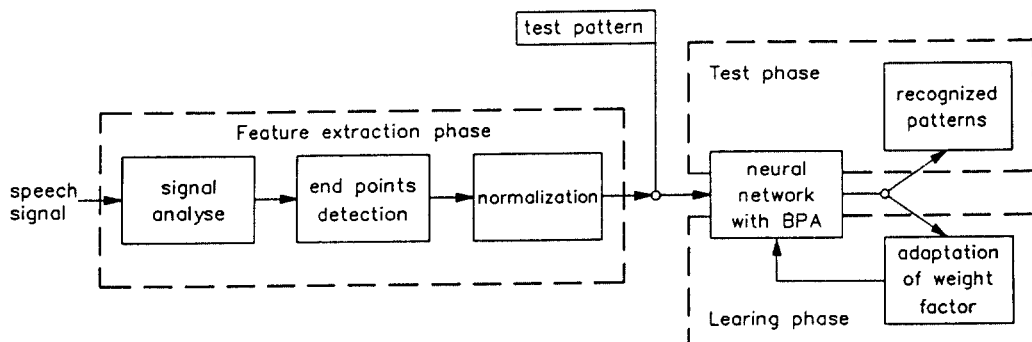 test pattern
Test phase
recognized
patterns
Feature extraction phase
speech
signal
signal
analyse
end points
detection
normalization
neural
network
with BPA
adaptation
of weight
factor
Learing phase